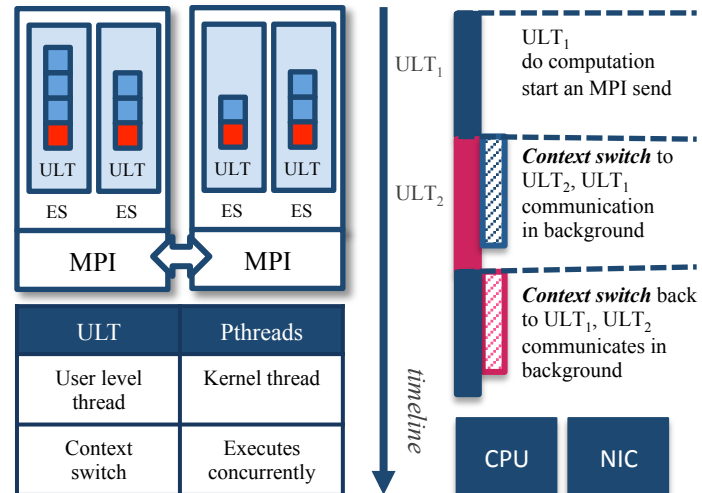 ULT
ULT
ES
ES
MPI
ULT
ULT
ES
ES
MPI
ULT
Pthreads
User level
thread
Kernel thread
Context
switch
Executes
concurrently
timeline
ULT₁
ULT₁
do computation
start an MPI send
ULT₂
Context switch to
ULT₂, ULT₁
communication
in background
Context switch back
to ULT₁, ULT₂
communicates in
background
CPU
NIC